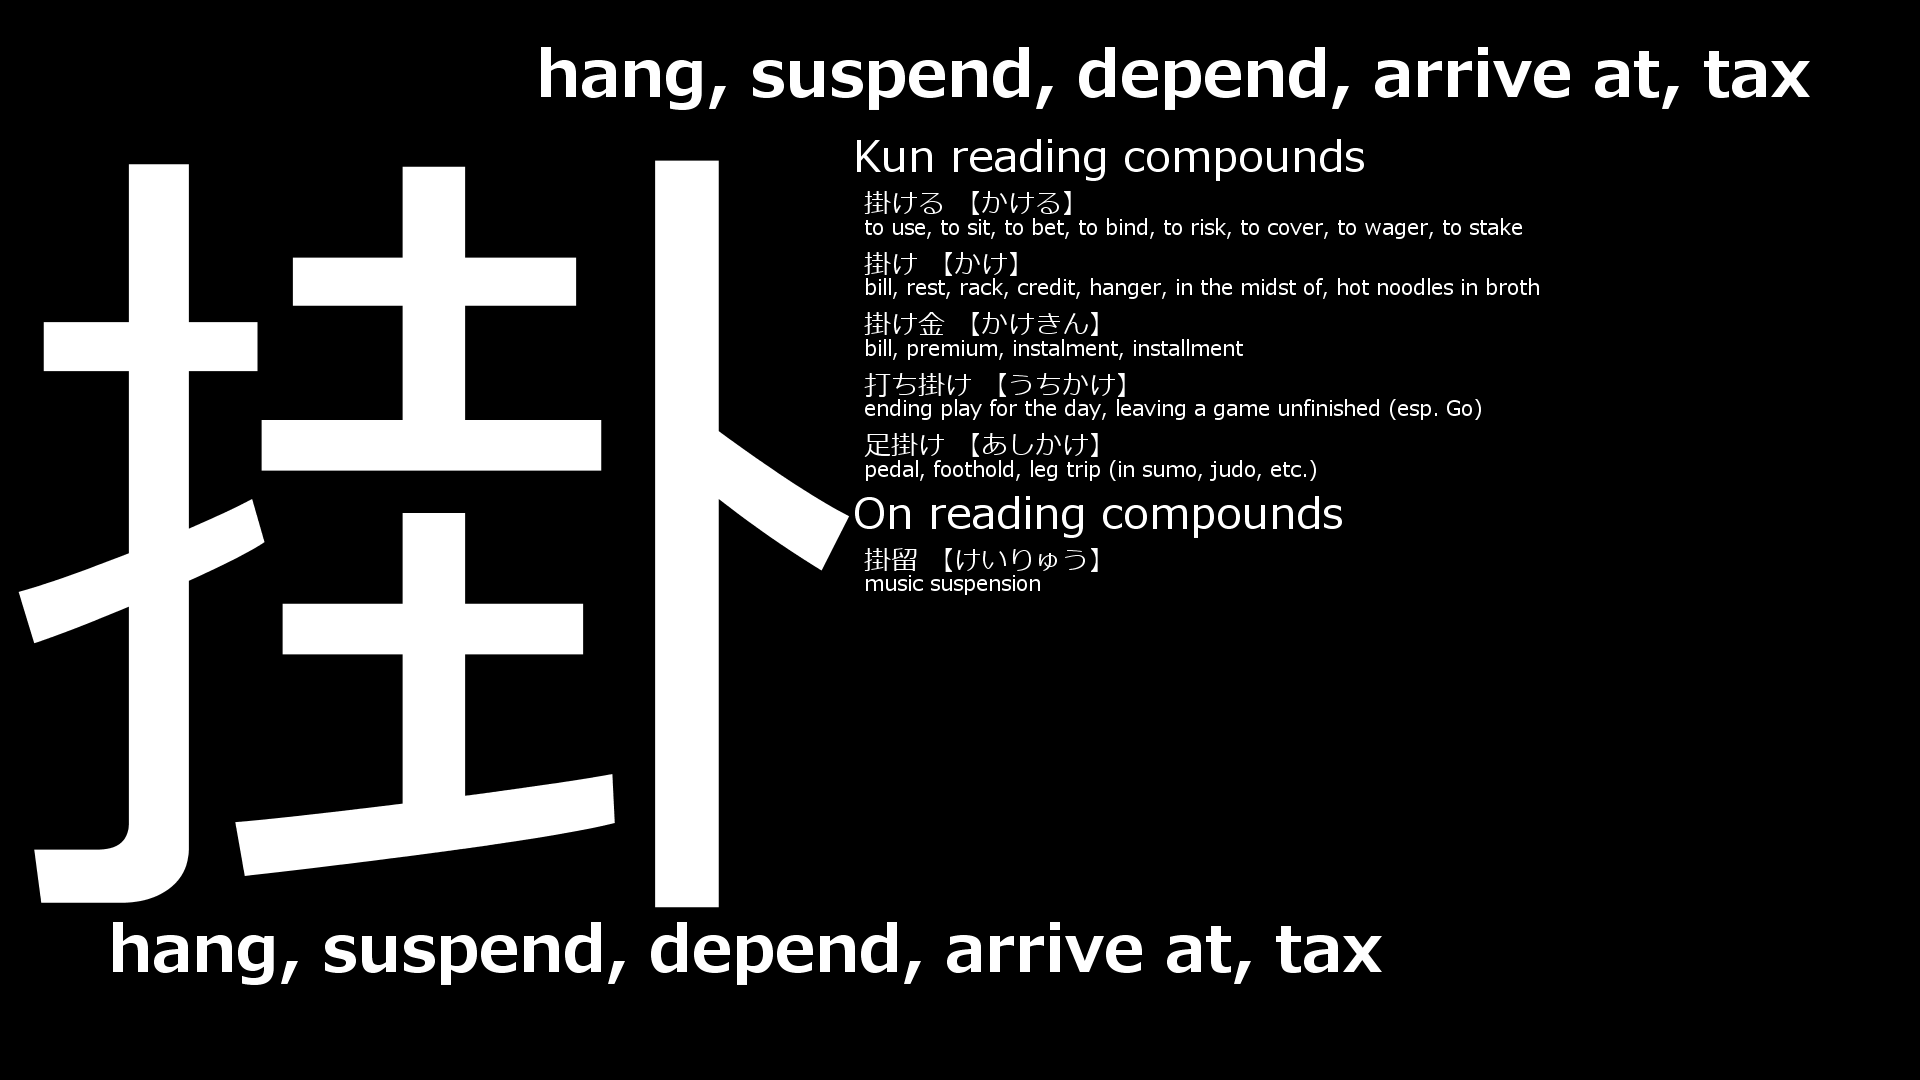 hang, suspend, depend, arrive at, tax
掛
Kun reading compounds
掛ける 【かける】
to use, to sit, to bet, to bind, to risk, to cover, to wager, to stake
掛け 【かけ】
bill, rest, rack, credit, hanger, in the midst of, hot noodles in broth
掛け金 【かけきん】
bill, premium, instalment, installment
打ち掛け 【うちかけ】
ending play for the day, leaving a game unfinished (esp. Go)
足掛け 【あしかけ】
pedal, foothold, leg trip (in sumo, judo, etc.)
On reading compounds
掛留 【けいりゅう】
music suspension
hang, suspend, depend, arrive at, tax